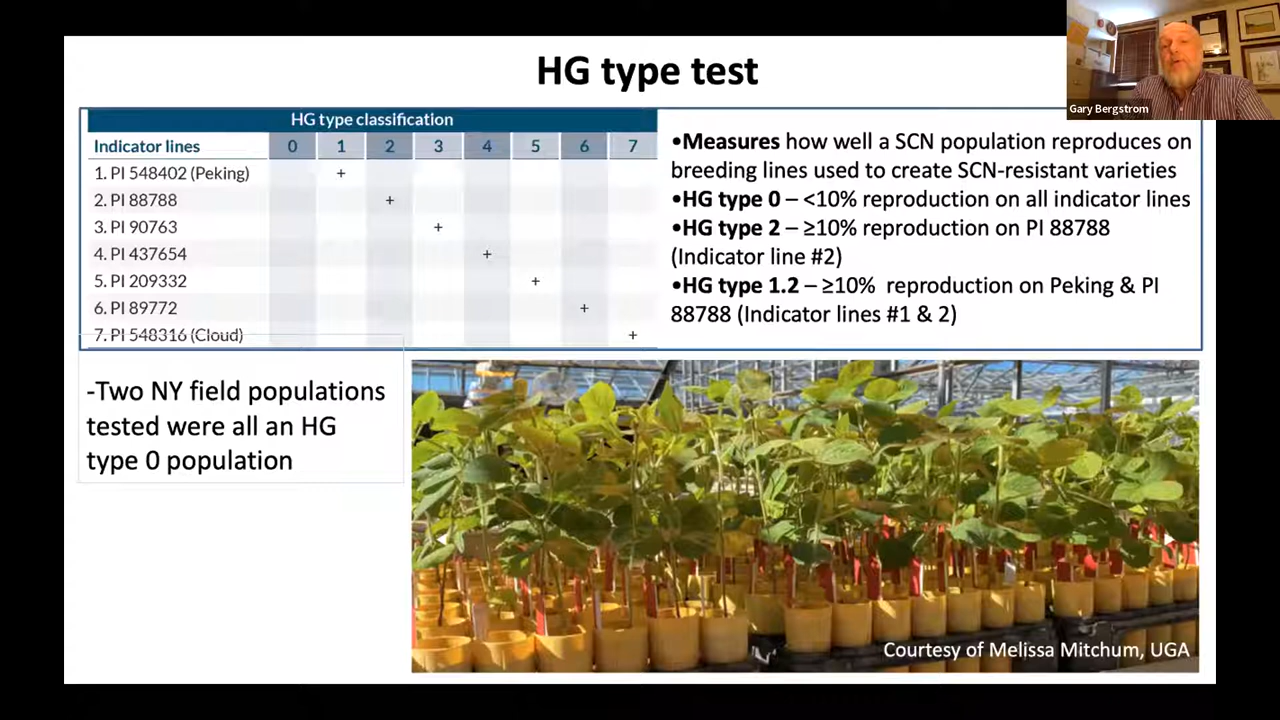 HG type test
Gary Bergstrom
HG type classification
Indicator lines 0 1 2 3 4 5 6 7
1. PI 548402 (Peking) +
2. PI 88788 +
3. PI 90763 +
4. PI 437654 +
5. PI 209332 +
6. PI 89772 +
7. PI 548316 (Cloud) +
•Measures how well a SCN population reproduces on
breeding lines used to create SCN-resistant varieties
•HG type 0 – <10% reproduction on all indicator lines
•HG type 2 – ≥10% reproduction on PI 88788
(Indicator line #2)
•HG type 1.2 – ≥10% reproduction on Peking & PI
88788 (Indicator lines #1 & 2)
-Two NY field populations
tested were all an HG
type 0 population
Courtesy of Melissa Mitchum, UGA